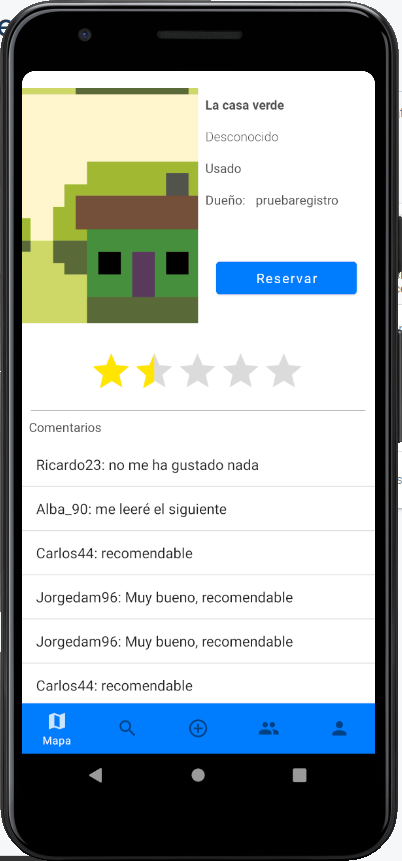 La casa verde
Desconocido
Usado
Dueño: pruebaregistro
Reservar
Comentarios
Ricardo23: no me ha gustado nada
Alba_90: me leeré el siguiente
Carlos44: recomendable
Jorgedam96: Muy bueno, recomendable
Jorgedam96: Muy bueno, recomendable
Carlos44: recomendable
Mapa